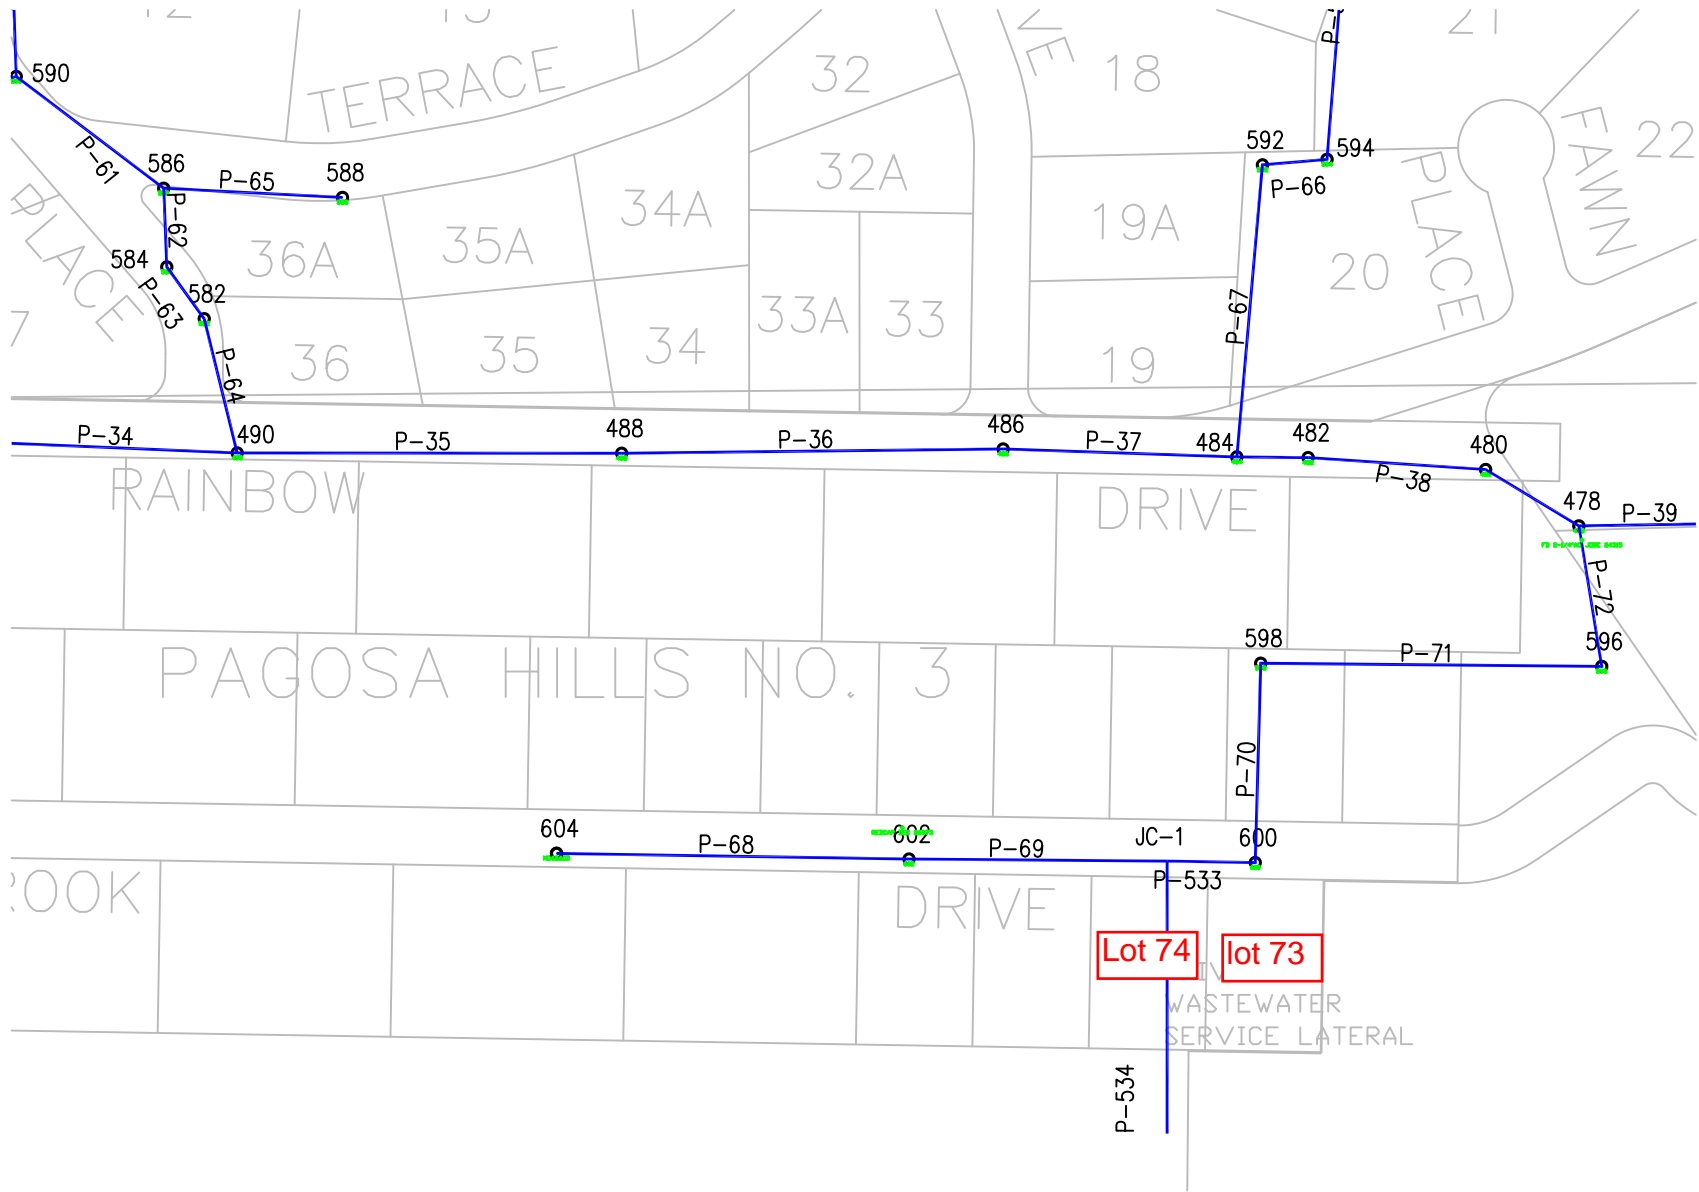 590
TERRACE
32
18
P-61
586
P-65
588
P-62
584
582
P-63
PLACE
36A
35A
34A
32A
33A
33
36
35
34
P-64
592
594
P-66
19A
19
20
P-67
PLACE
FAWN
22
21
P-34
490
P-35
488
P-36
486
P-37
484
482
P-38
480
478
P-39
RAINBOW
DRIVE
P-72
596
598
P-71
PAGOSA HILLS NO. 3
P-70
604
P-68
602
P-69
JC-1
600
P-533
DRIVE
Lot 74
lot 73
WASTEWATER
SERVICE LATERAL
P-534